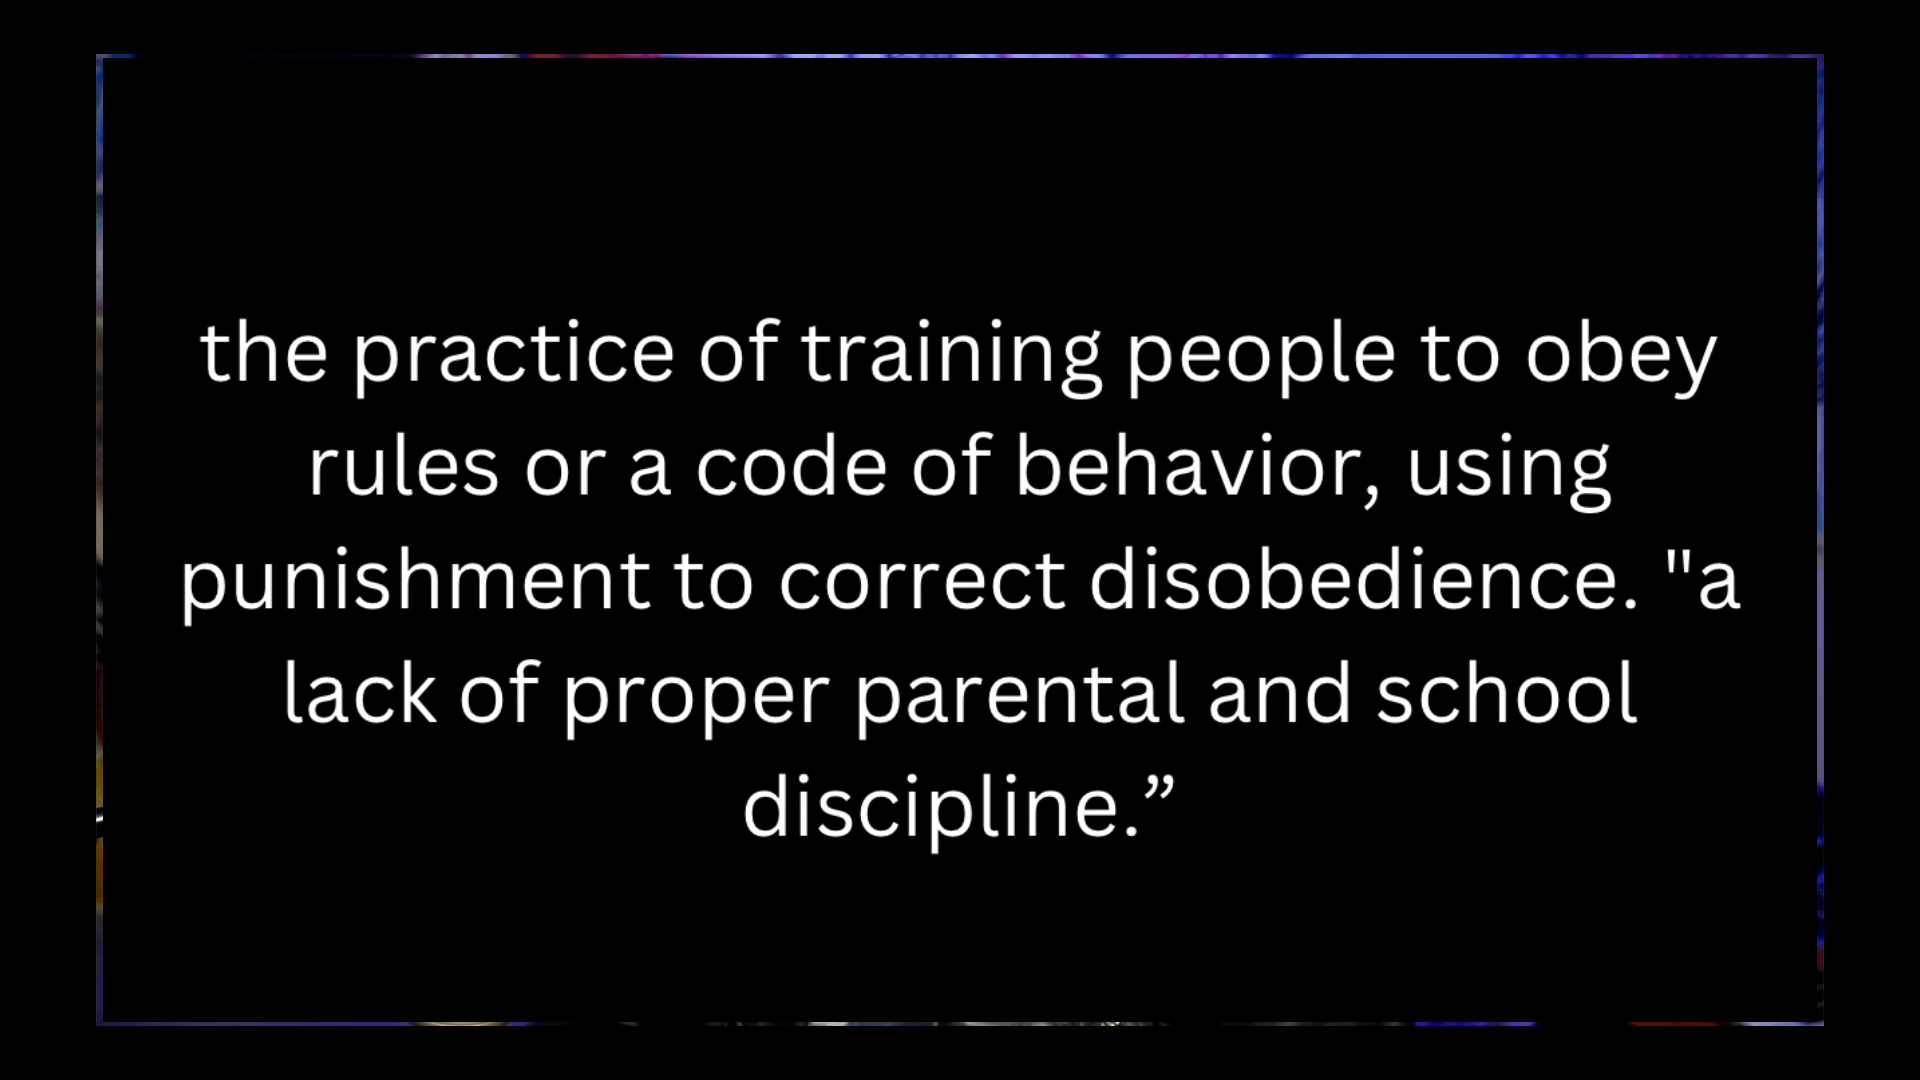 the practice of training people to obey
rules or a code of behavior, using
punishment to correct disobedience. "a
lack of proper parental and school
discipline.”